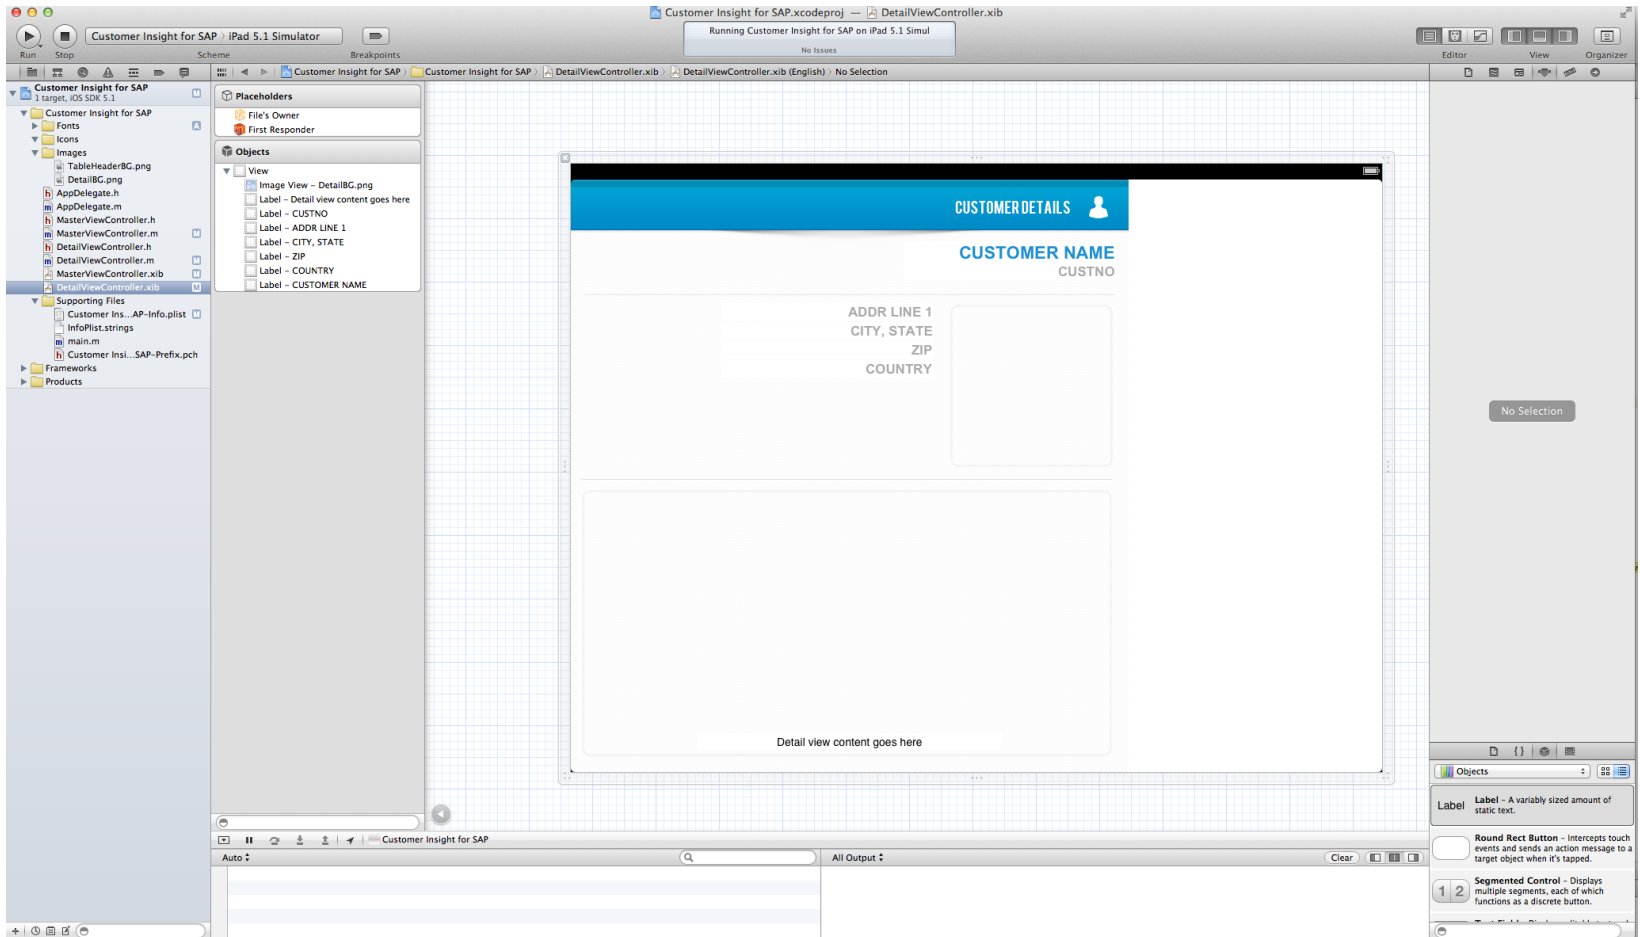 Customer Insight for SAP.xcodeproj — DetailViewController.xib
Customer Insight for SAP › iPad 5.1 Simulator
Running Customer Insight for SAP on iPad 5.1 Simul
No Issues
Run Stop Scheme Breakpoints Editor View Organizer
Customer Insight for SAP › Customer Insight for SAP › DetailViewController.xib › DetailViewController.xib (English) › No Selection
Customer Insight for SAP
1 target, iOS SDK 5.1
M
Customer Insight for SAP
Fonts A
Icons
Images
TableHeaderBG.png
DetailBG.png
h AppDelegate.h
m AppDelegate.m
h MasterViewController.h
m MasterViewController.m M
h DetailViewController.h
m DetailViewController.m M
MasterViewController.xib M
DetailViewController.xib M
Supporting Files
Customer Ins...AP-Info.plist M
InfoPlist.strings
m main.m
h Customer Insi...SAP-Prefix.pch
Frameworks
Products
Placeholders
File's Owner
First Responder
Objects
View
Image View – DetailBG.png
Label – Detail view content goes here
Label – CUSTNO
Label – ADDR LINE 1
Label – CITY, STATE
Label – ZIP
Label – COUNTRY
Label – CUSTOMER NAME
CUSTOMER DETAILS
CUSTOMER NAME
CUSTNO
ADDR LINE 1
CITY, STATE
ZIP
COUNTRY
Detail view content goes here
No Selection
Objects
Label
Label – A variably sized amount of
static text.
Round Rect Button – Intercepts touch
events and sends an action message to a
target object when it's tapped.
1 2
Segmented Control – Displays
multiple segments, each of which
functions as a discrete button.
Customer Insight for SAP
Auto
All Output
Clear